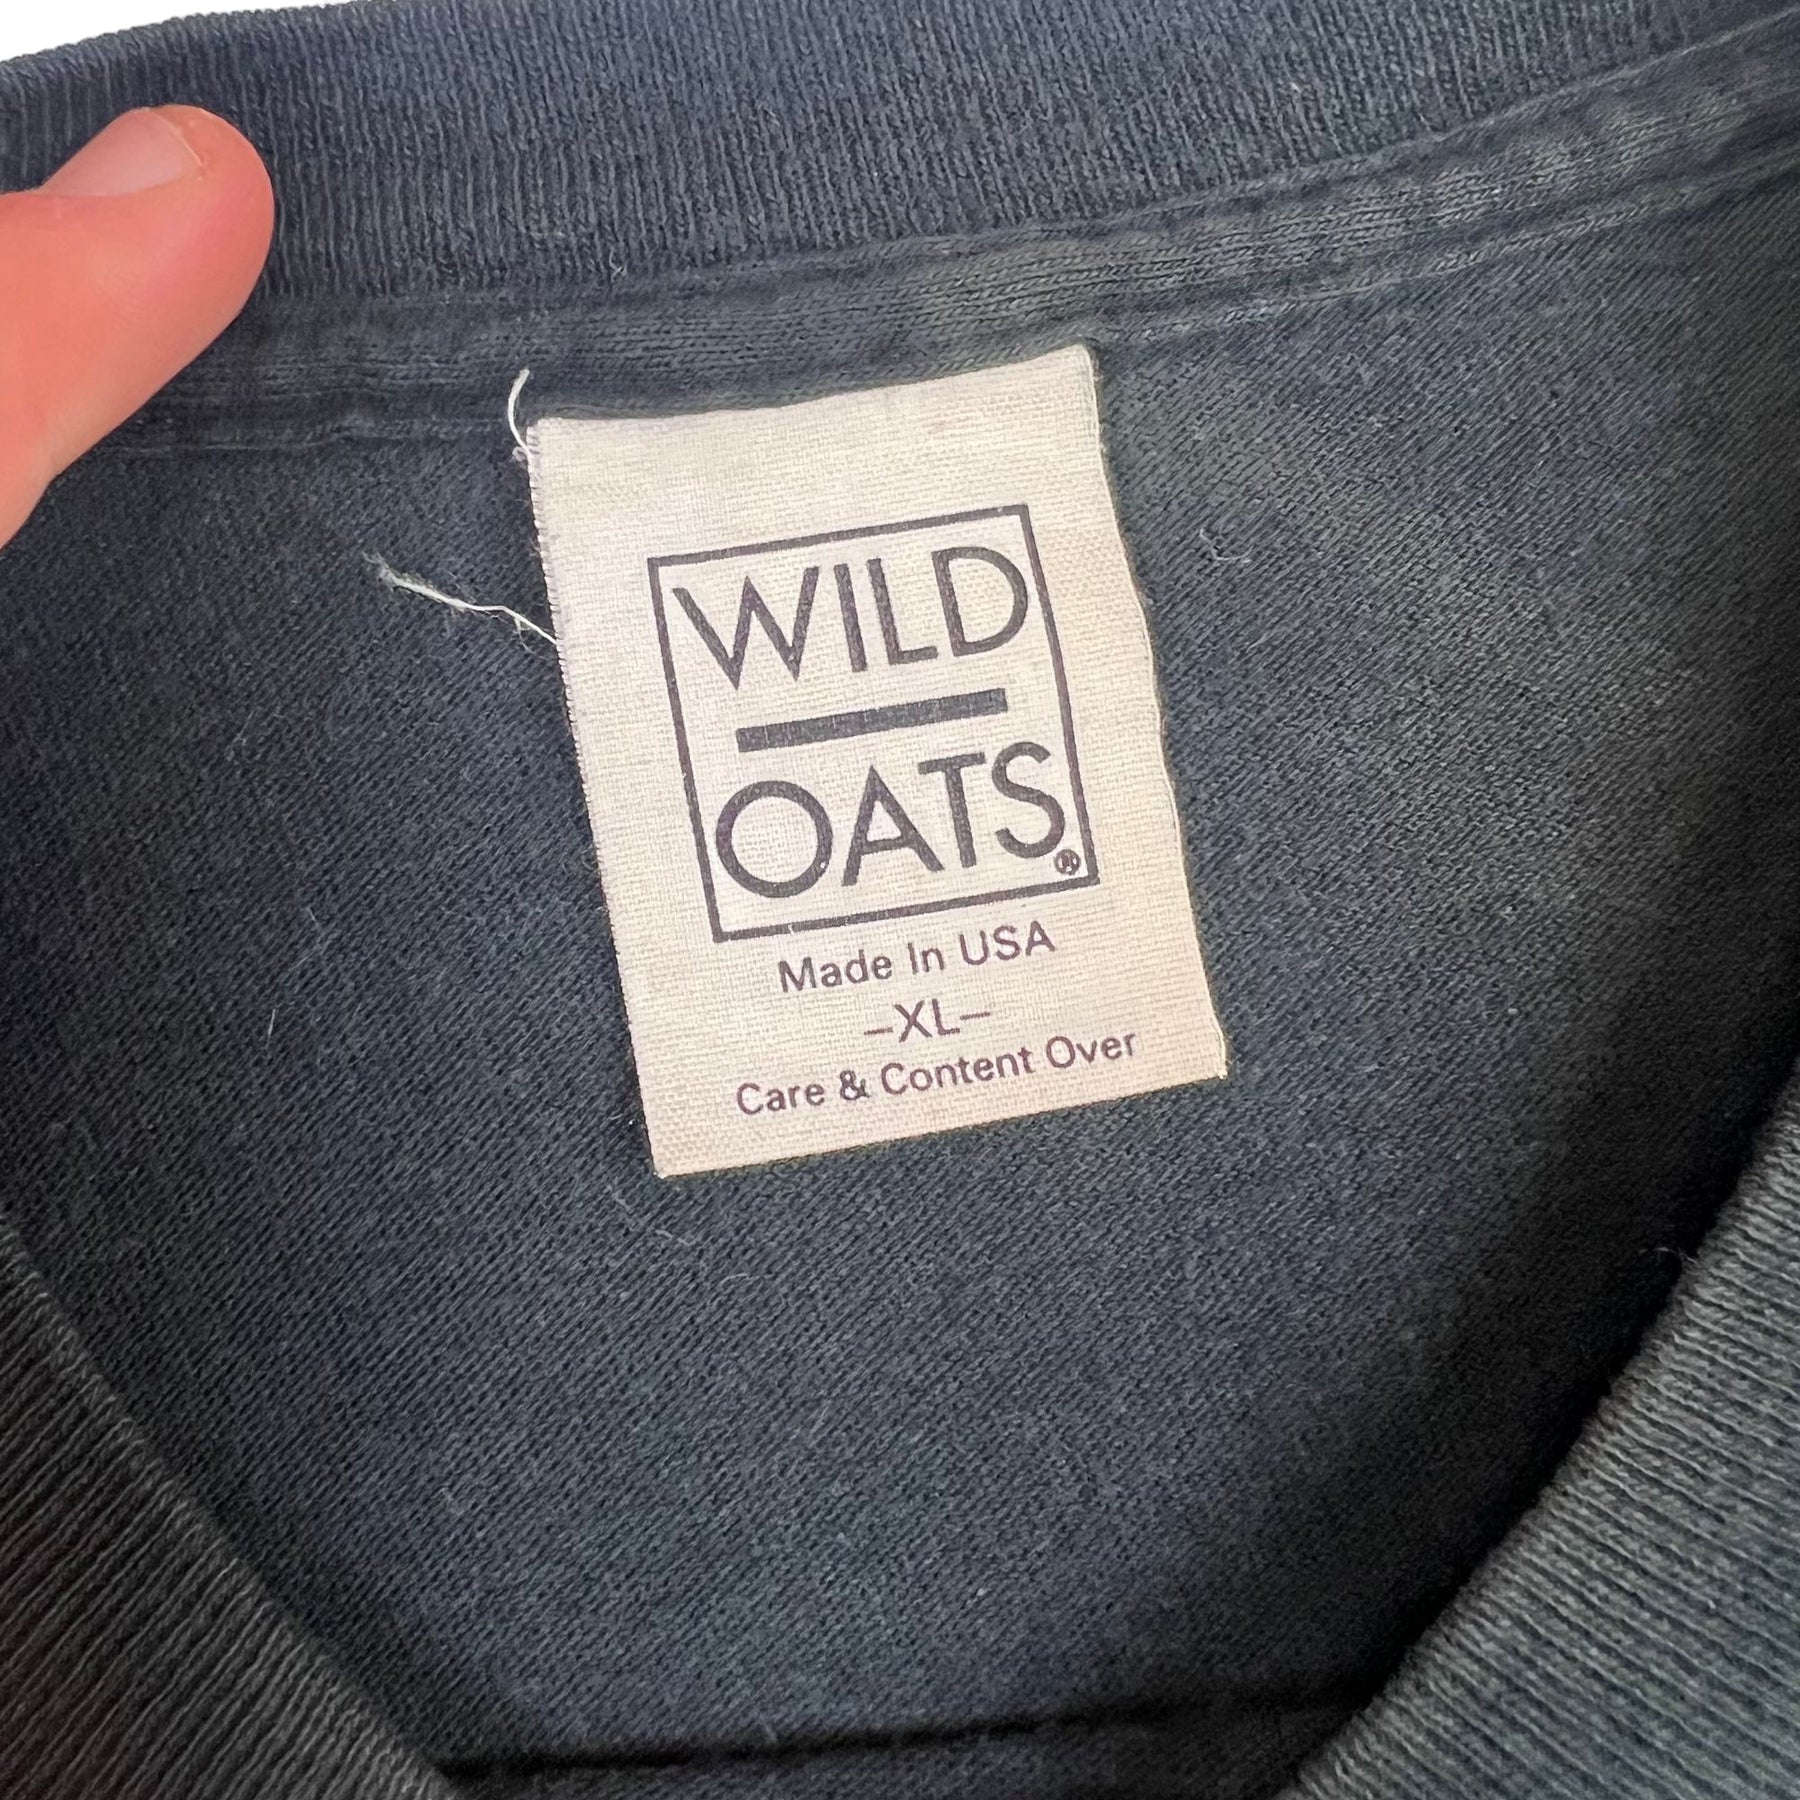 WILD
OATS®
Made In USA
–XL–
Care & Content Over